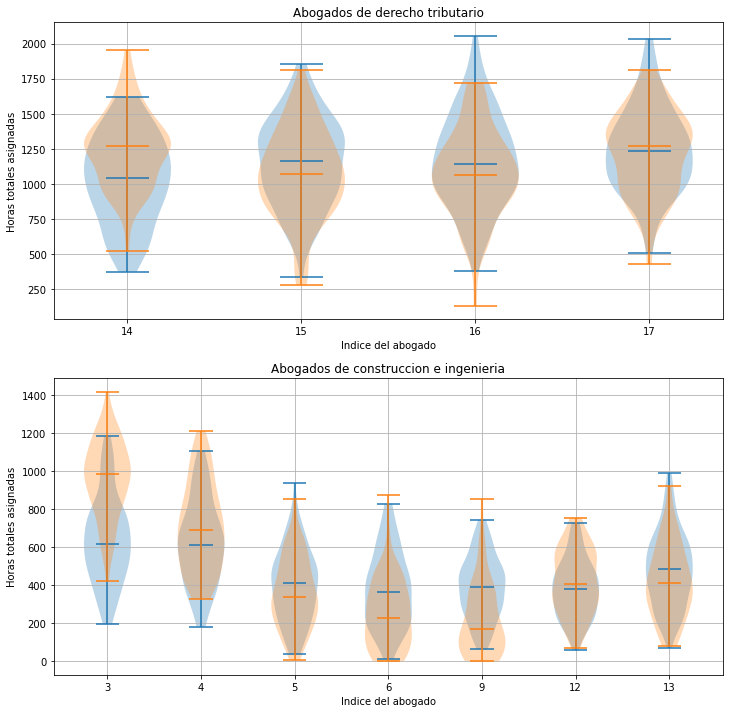 Abogados de derecho tributario
Horas totales asignadas
2000
1750
1500
1250
1000
750
500
250
14 15 16 17
Indice del abogado
Abogados de construccion e ingenieria
Horas totales asignadas
1400
1200
1000
800
600
400
200
0
3 4 5 6 9 12 13
Indice del abogado